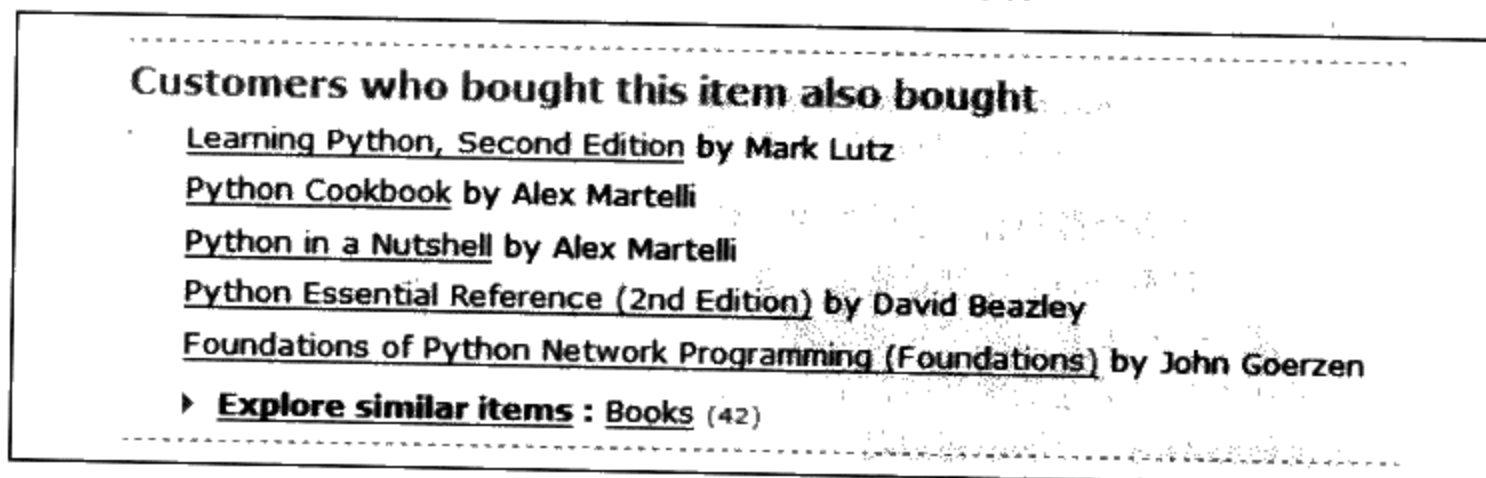 Customers who bought this item also bought
Learning Python, Second Edition by Mark Lutz
Python Cookbook by Alex Martelli
Python in a Nutshell by Alex Martelli
Python Essential Reference (2nd Edition) by David Beazley
Foundations of Python Network Programming (Foundations) by John Goerzen
Explore similar items : Books (42)